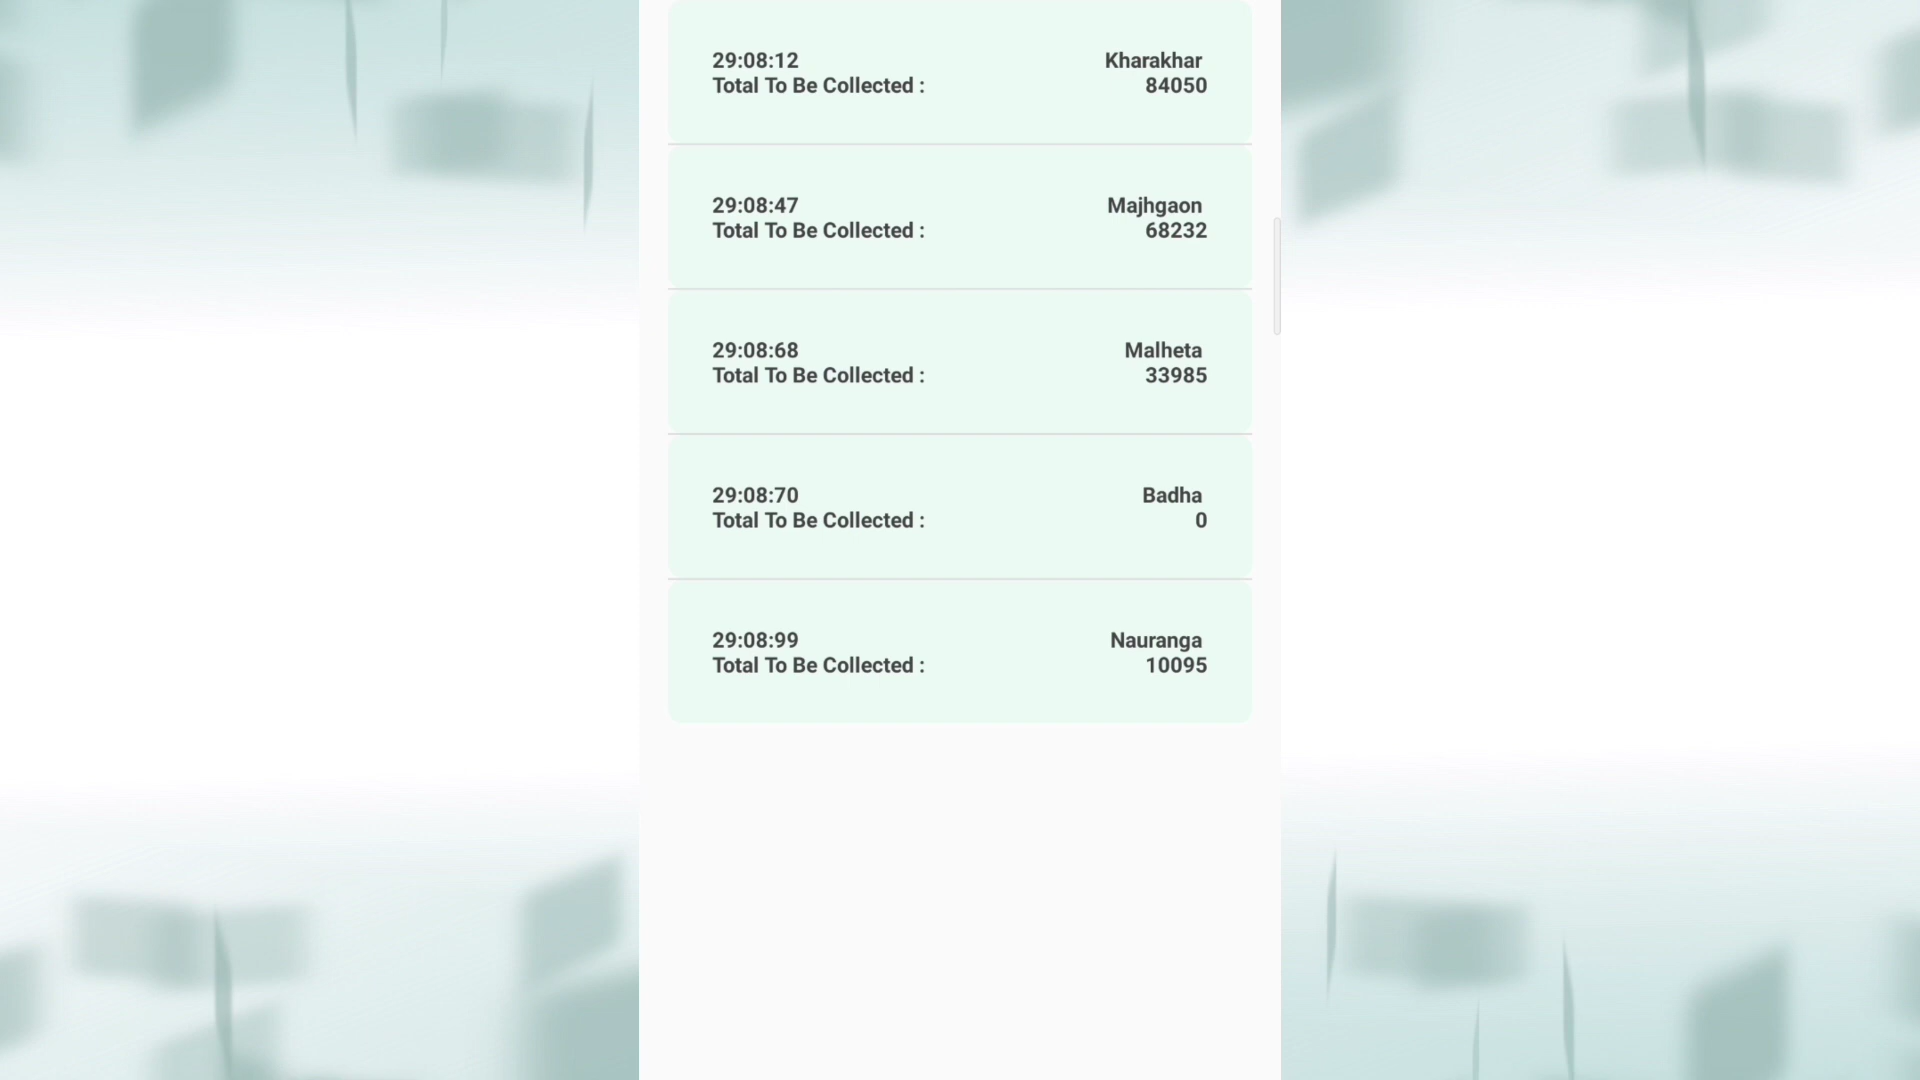 29:08:12 Kharakhar
Total To Be Collected : 84050
29:08:47 Majhgaon
Total To Be Collected : 68232
29:08:68 Malheta
Total To Be Collected : 33985
29:08:70 Badha
Total To Be Collected : 0
29:08:99 Nauranga
Total To Be Collected : 10095